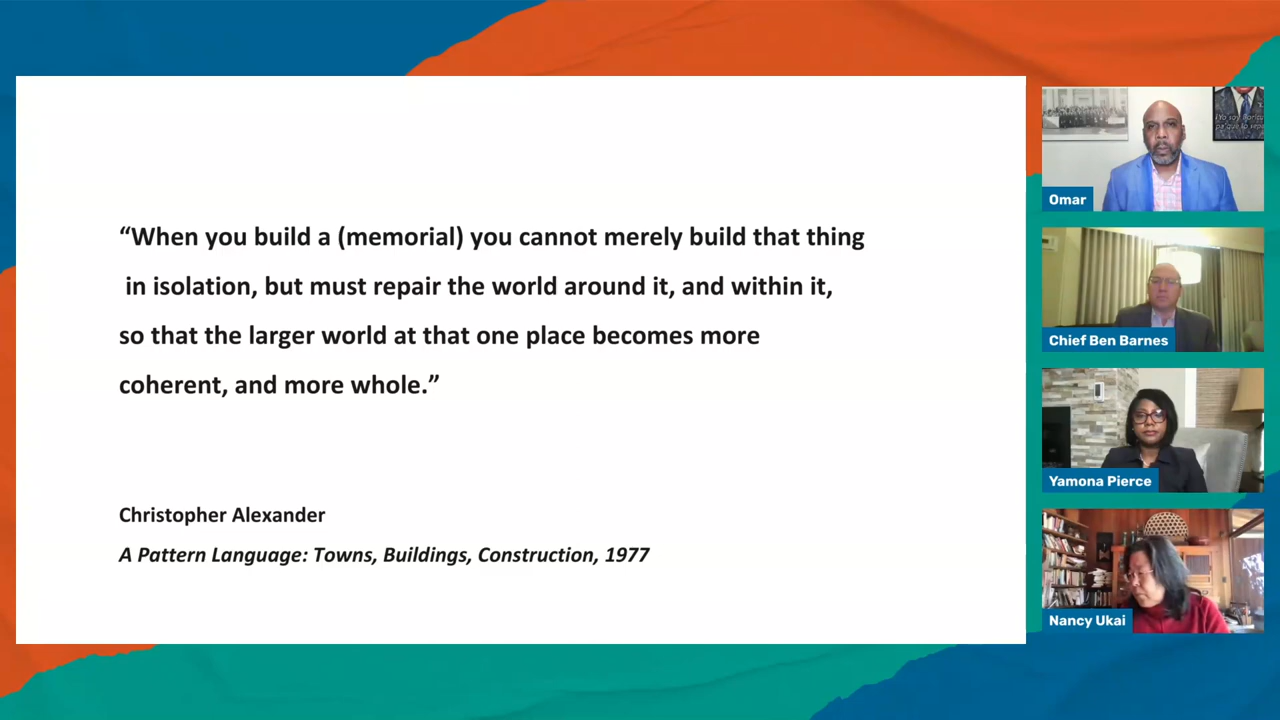 “When you build a (memorial) you cannot merely build that thing
in isolation, but must repair the world around it, and within it,
so that the larger world at that one place becomes more
coherent, and more whole.”
Christopher Alexander
A Pattern Language: Towns, Buildings, Construction, 1977
Omar
Chief Ben Barnes
Yamona Pierce
Nancy Ukai